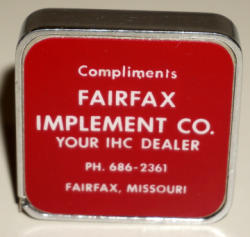 Compliments
FAIRFAX
IMPLEMENT CO.
YOUR IHC DEALER
PH. 686-2361
FAIRFAX, MISSOURI